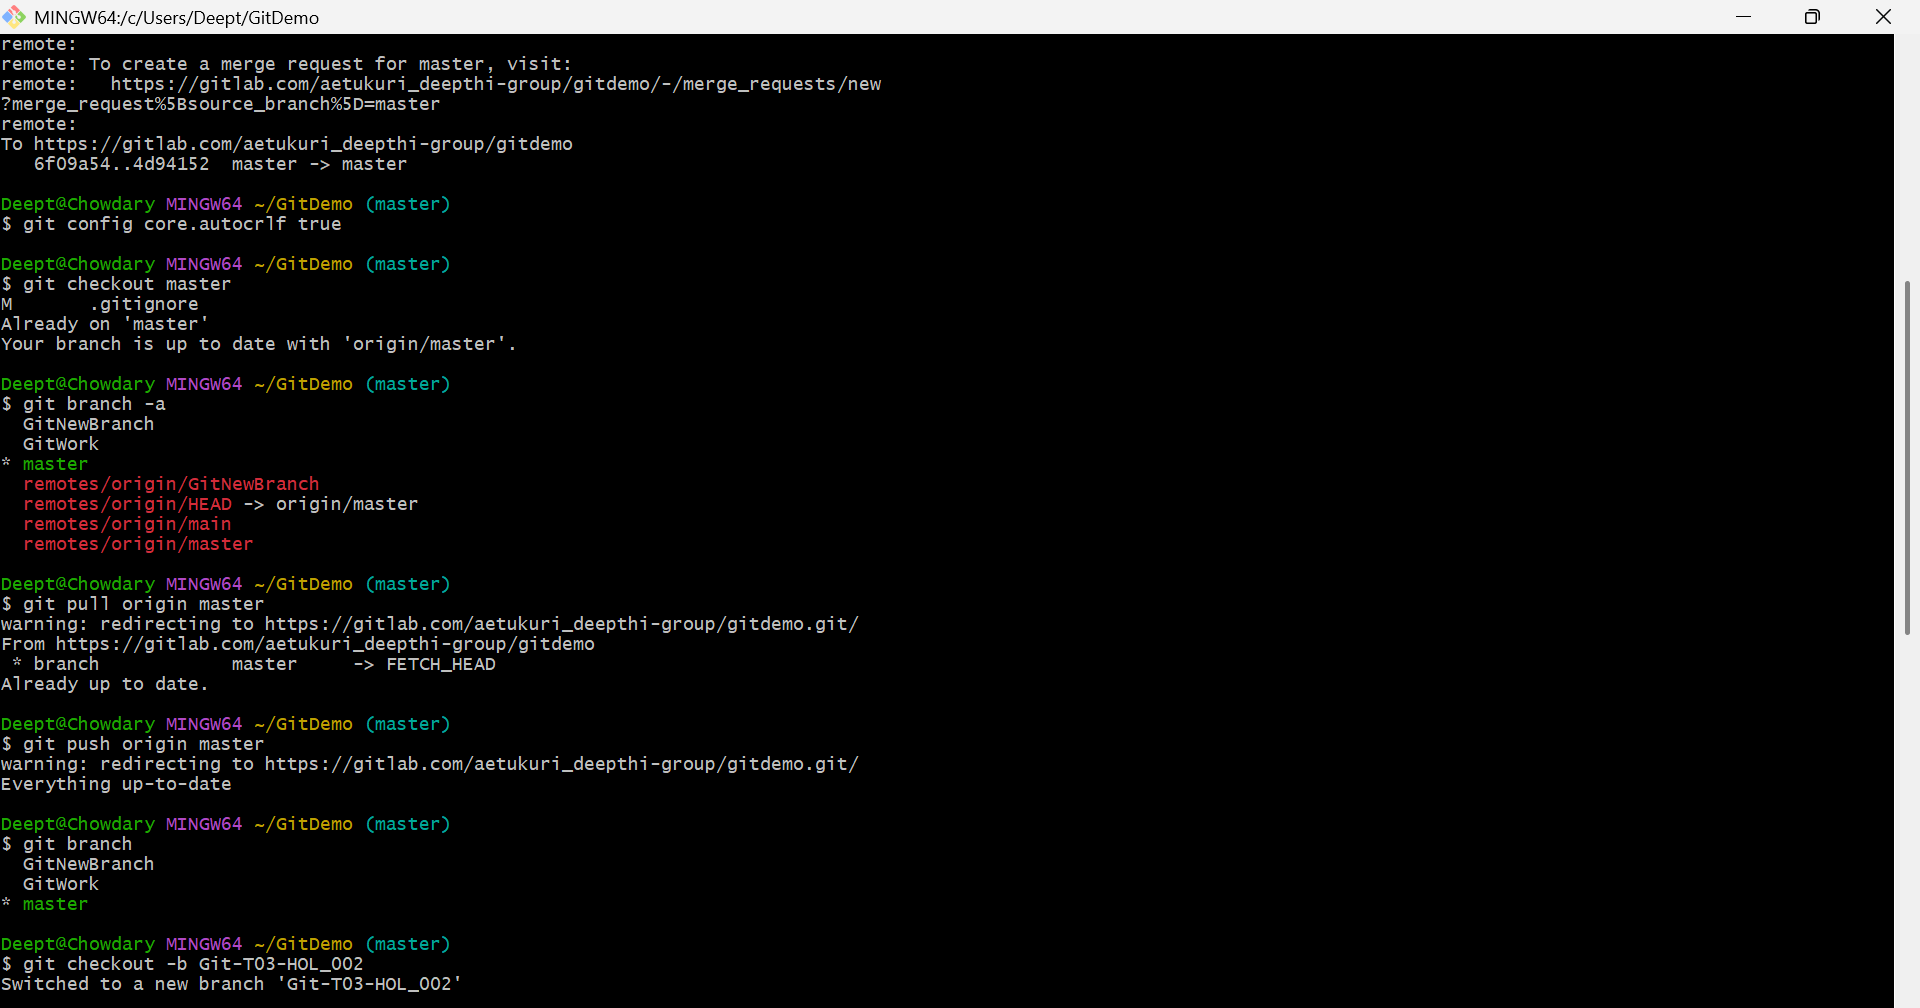 MINGW64:/c/Users/Deept/GitDemo
remote:
remote: To create a merge request for master, visit:
remote:   https://gitlab.com/aetukuri_deepthi-group/gitdemo/-/merge_requests/new
?merge_request%5Bsource_branch%5D=master
remote:
To https://gitlab.com/aetukuri_deepthi-group/gitdemo
   6f09a54..4d94152  master -> master
Deept@Chowdary MINGW64 ~/GitDemo (master)
$ git config core.autocrlf true
Deept@Chowdary MINGW64 ~/GitDemo (master)
$ git checkout master
M       .gitignore
Already on 'master'
Your branch is up to date with 'origin/master'.
Deept@Chowdary MINGW64 ~/GitDemo (master)
$ git branch -a
  GitNewBranch
  GitWork
* master
  remotes/origin/GitNewBranch
  remotes/origin/HEAD -> origin/master
  remotes/origin/main
  remotes/origin/master
Deept@Chowdary MINGW64 ~/GitDemo (master)
$ git pull origin master
warning: redirecting to https://gitlab.com/aetukuri_deepthi-group/gitdemo.git/
From https://gitlab.com/aetukuri_deepthi-group/gitdemo
 * branch            master     -> FETCH_HEAD
Already up to date.
Deept@Chowdary MINGW64 ~/GitDemo (master)
$ git push origin master
warning: redirecting to https://gitlab.com/aetukuri_deepthi-group/gitdemo.git/
Everything up-to-date
Deept@Chowdary MINGW64 ~/GitDemo (master)
$ git branch
  GitNewBranch
  GitWork
* master
Deept@Chowdary MINGW64 ~/GitDemo (master)
$ git checkout -b Git-T03-HOL_002
Switched to a new branch 'Git-T03-HOL_002'